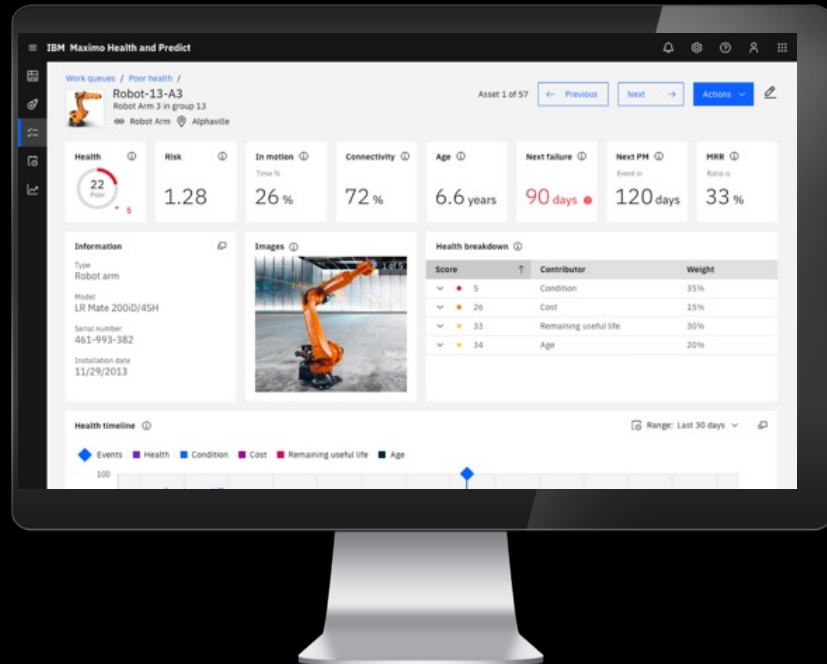 IBM Maximo Health and Predict
Work queues / Poor health /
Robot-13-A3
Robot Arm 3 in group 13
Robot Arm Alphaville
Asset 1 of 57
← Previous
Next →
Actions
Health
22
Poor
5
Risk
1.28
In motion
Time %
26 %
Connectivity
72 %
Age
6.6 years
Next failure
90 days
Next PM
Event in
120 days
MRR
Ratio is
33 %
Information
Type
Robot arm
Model
LR Mate 200iD/4SH
Serial number
461-993-382
Installation date
11/29/2013
Images
1 of 5
Health breakdown
Score ↑ Contributor Weight
5 Condition 35%
26 Cost 15%
33 Remaining useful life 30%
34 Age 20%
Health timeline
Range: Last 30 days
Events Health Condition Cost Remaining useful life Age
100